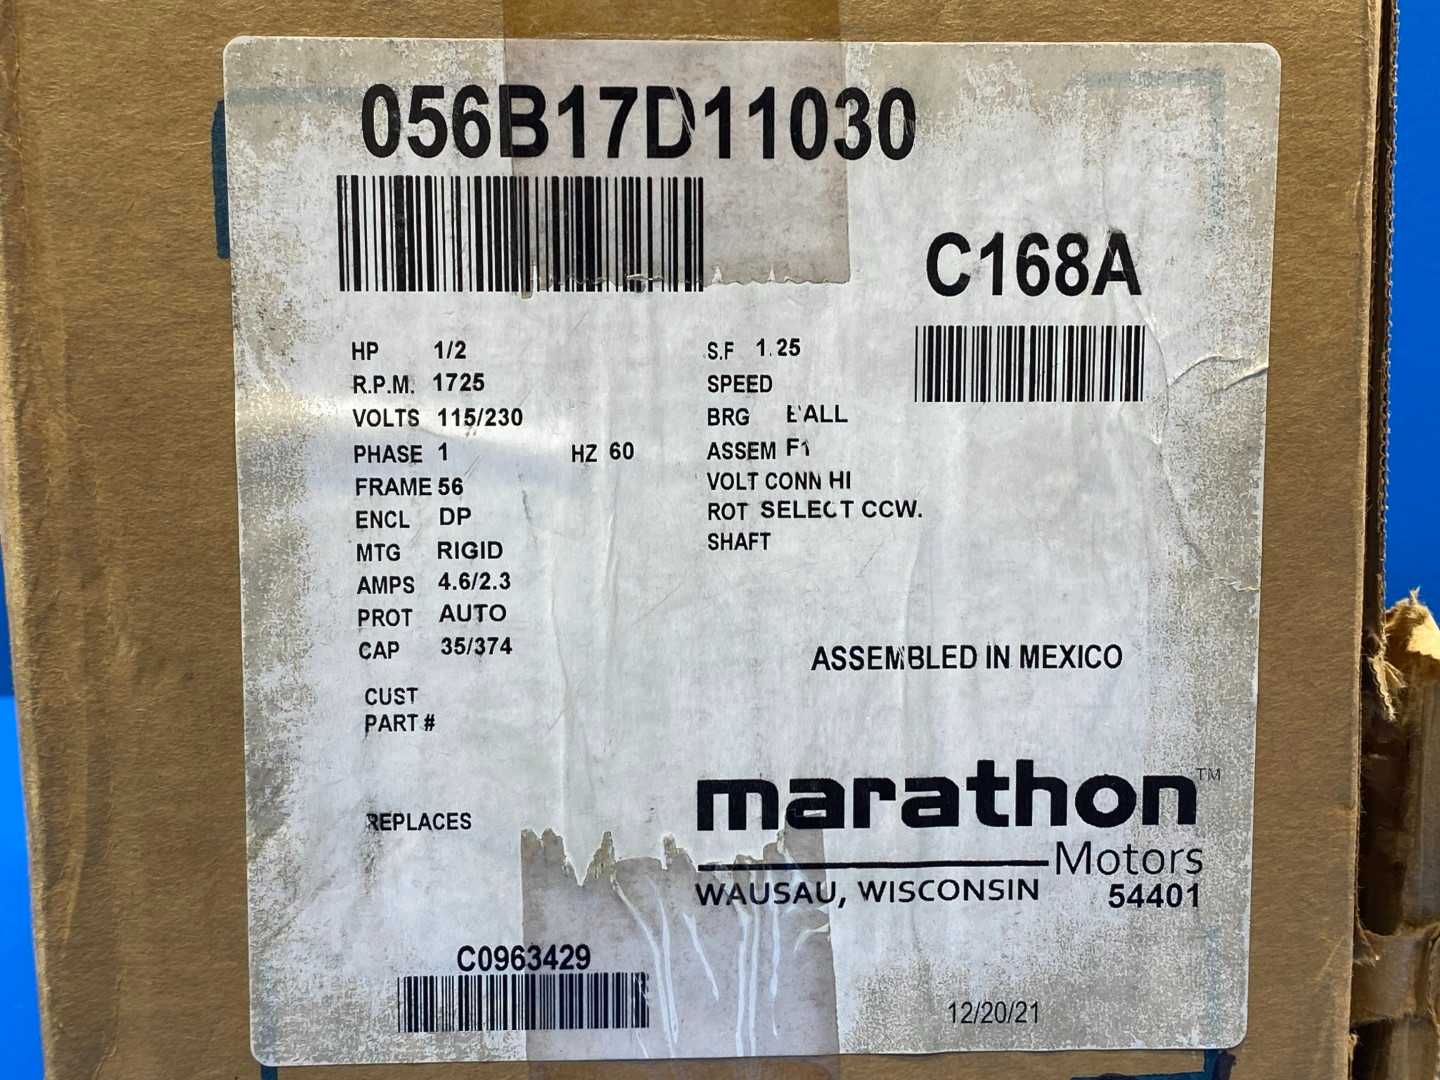 056B17D11030
C168A
HP 1/2
S.F 1.25
R.P.M. 1725
SPEED
VOLTS 115/230
BRG BALL
PHASE 1 HZ 60
ASSEM F1
FRAME 56
VOLT CONN HI
ENCL DP
ROT SELECT CCW.
MTG RIGID
SHAFT
AMPS 4.6/2.3
PROT AUTO
CAP 35/374
ASSEMBLED IN MEXICO
CUST
PART #
marathon™
REPLACES
Motors
WAUSAU, WISCONSIN 54401
C0963429
12/20/21